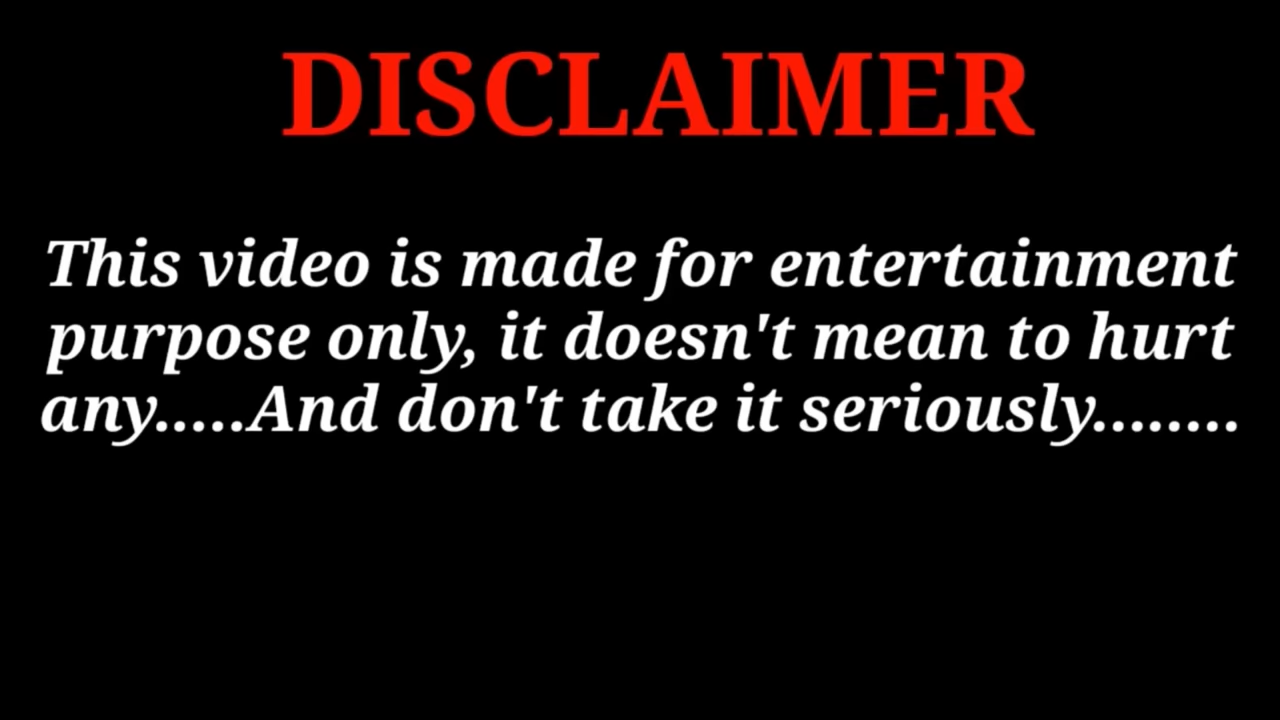 DISCLAIMER
This video is made for entertainment
purpose only, it doesn't mean to hurt
any.....And don't take it seriously........